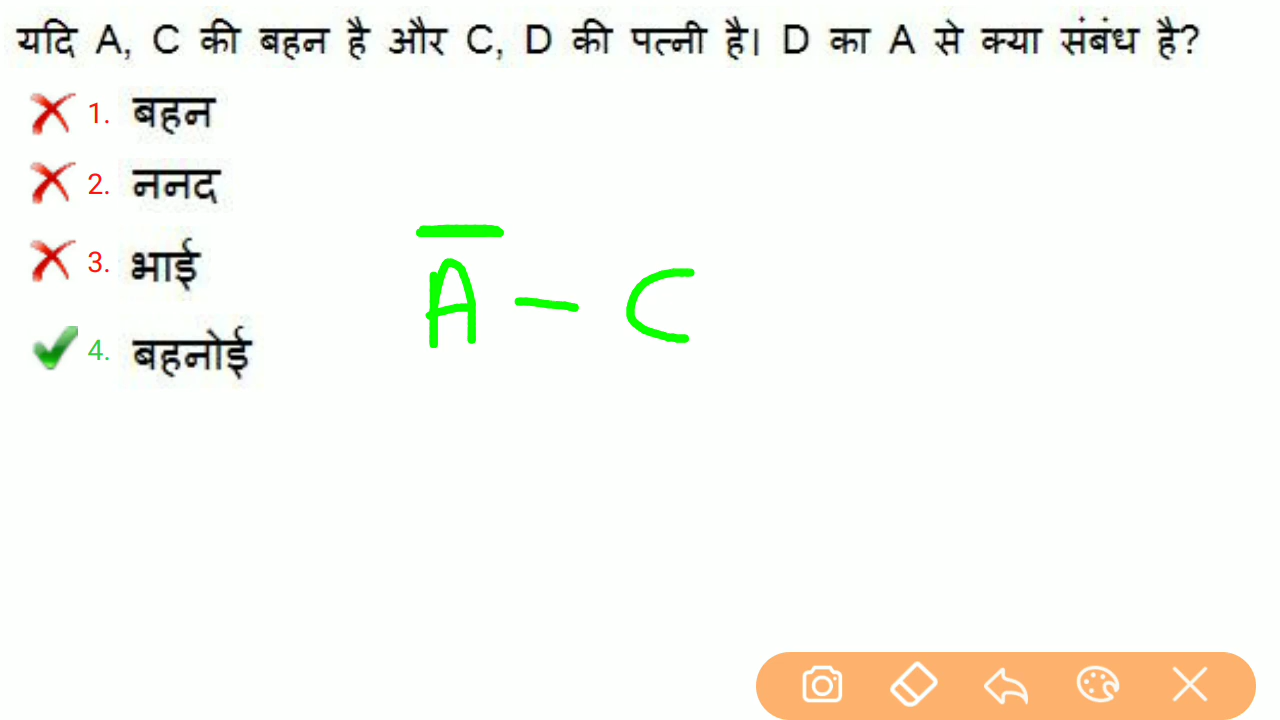 यदि A, C की बहन है और C, D की पत्नी है। D का A से क्या संबंध है?
1. बहन
2. ननद
3. भाई
4. बहनोई
A – C